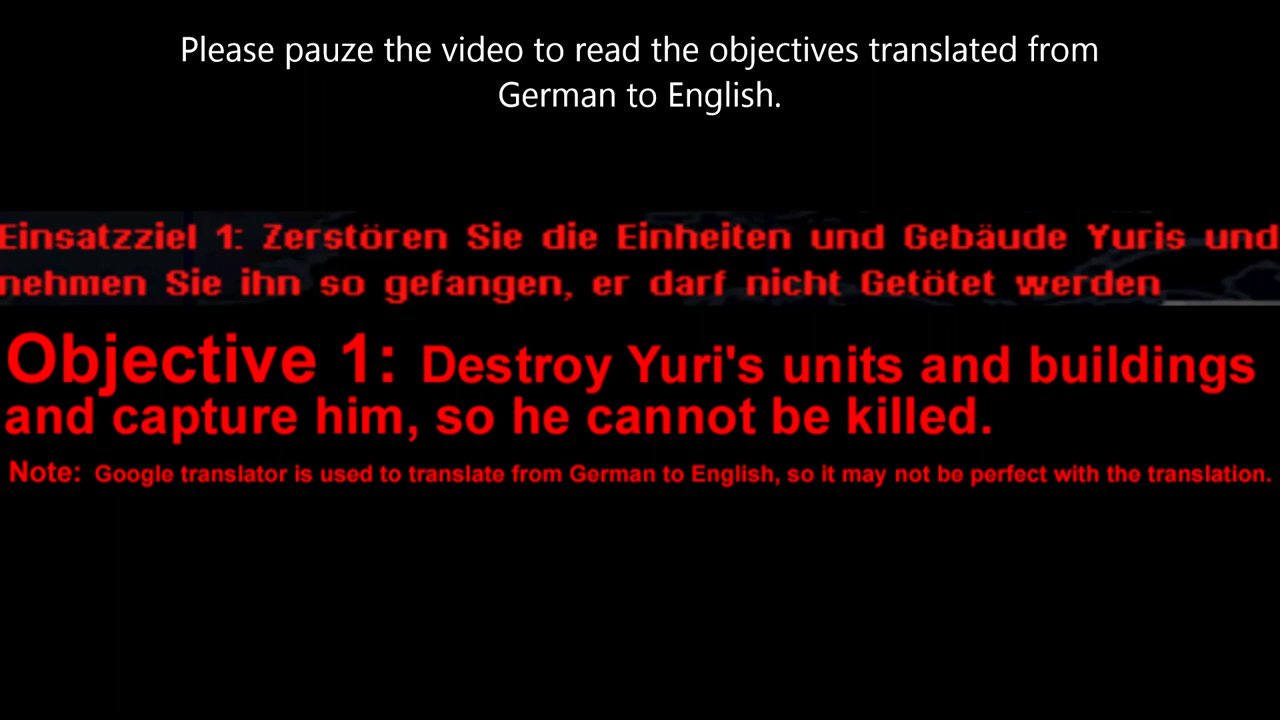 Please pauze the video to read the objectives translated from
German to English.
Einsatzziel 1: Zerstören Sie die Einheiten und Gebäude Yuris und
nehmen Sie ihn so gefangen, er darf nicht Getötet werden
Objective 1: Destroy Yuri's units and buildings
and capture him, so he cannot be killed.
Note: Google translator is used to translate from German to English, so it may not be perfect with the translation.